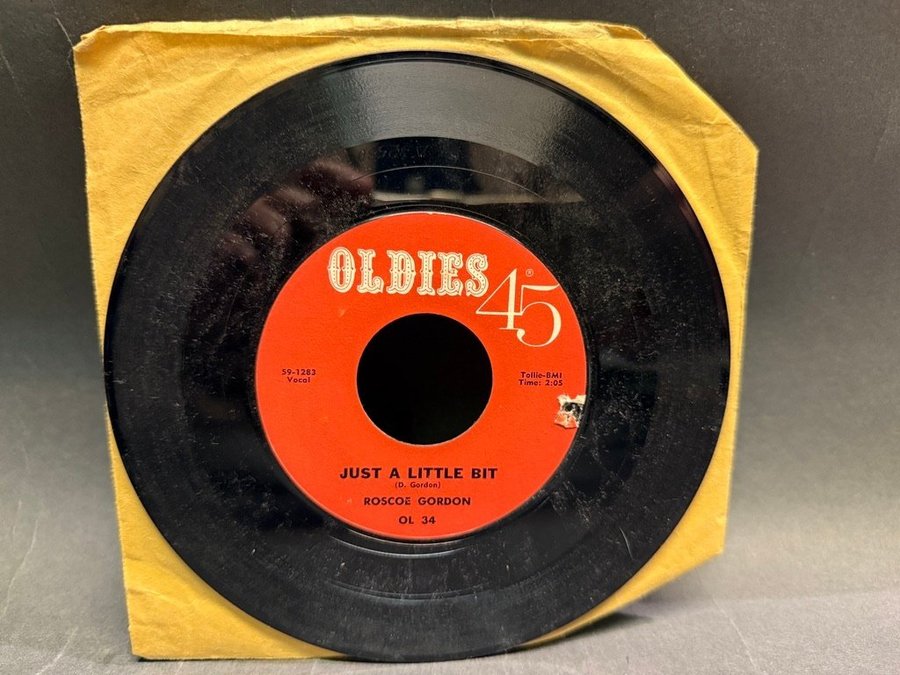 OLDIES 45®
59-1283
Vocal
Tollie-BMI
Time: 2:05
JUST A LITTLE BIT
(D. Gordon)
ROSCOE GORDON
OL 34